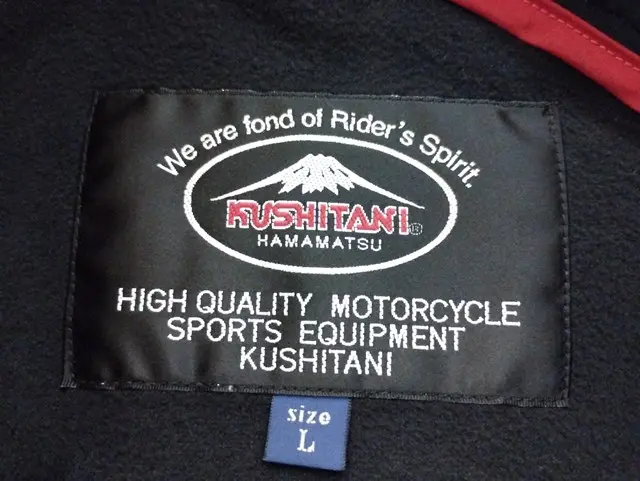 We are fond of Rider's Spirit.
KUSHITANI®
HAMAMATSU
HIGH QUALITY MOTORCYCLE
SPORTS EQUIPMENT
KUSHITANI
size
L